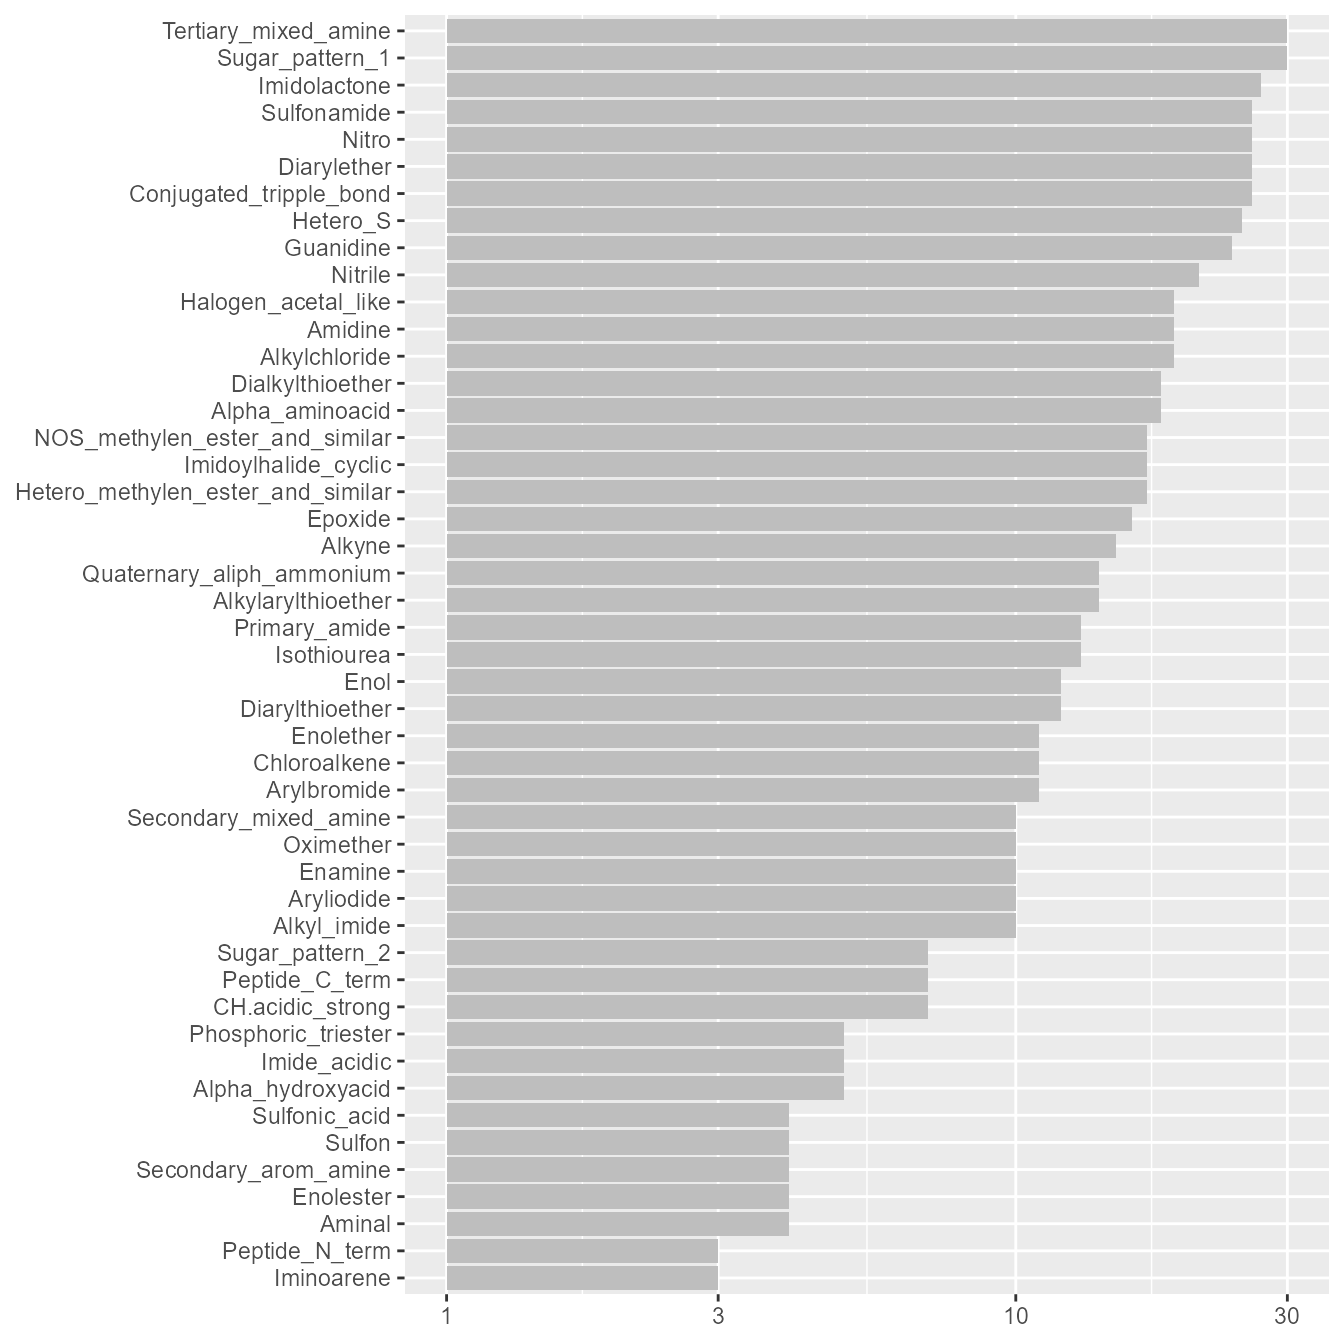 Tertiary_mixed_amine
Sugar_pattern_1
Imidolactone
Sulfonamide
Nitro
Diarylether
Conjugated_tripple_bond
Hetero_S
Guanidine
Nitrile
Halogen_acetal_like
Amidine
Alkylchloride
Dialkylthioether
Alpha_aminoacid
NOS_methylen_ester_and_similar
Imidoylhalide_cyclic
Hetero_methylen_ester_and_similar
Epoxide
Alkyne
Quaternary_aliph_ammonium
Alkylarylthioether
Primary_amide
Isothiourea
Enol
Diarylthioether
Enolether
Chloroalkene
Arylbromide
Secondary_mixed_amine
Oximether
Enamine
Aryliodide
Alkyl_imide
Sugar_pattern_2
Peptide_C_term
CH.acidic_strong
Phosphoric_triester
Imide_acidic
Alpha_hydroxyacid
Sulfonic_acid
Sulfon
Secondary_arom_amine
Enolester
Aminal
Peptide_N_term
Iminoarene
1 3 10 30